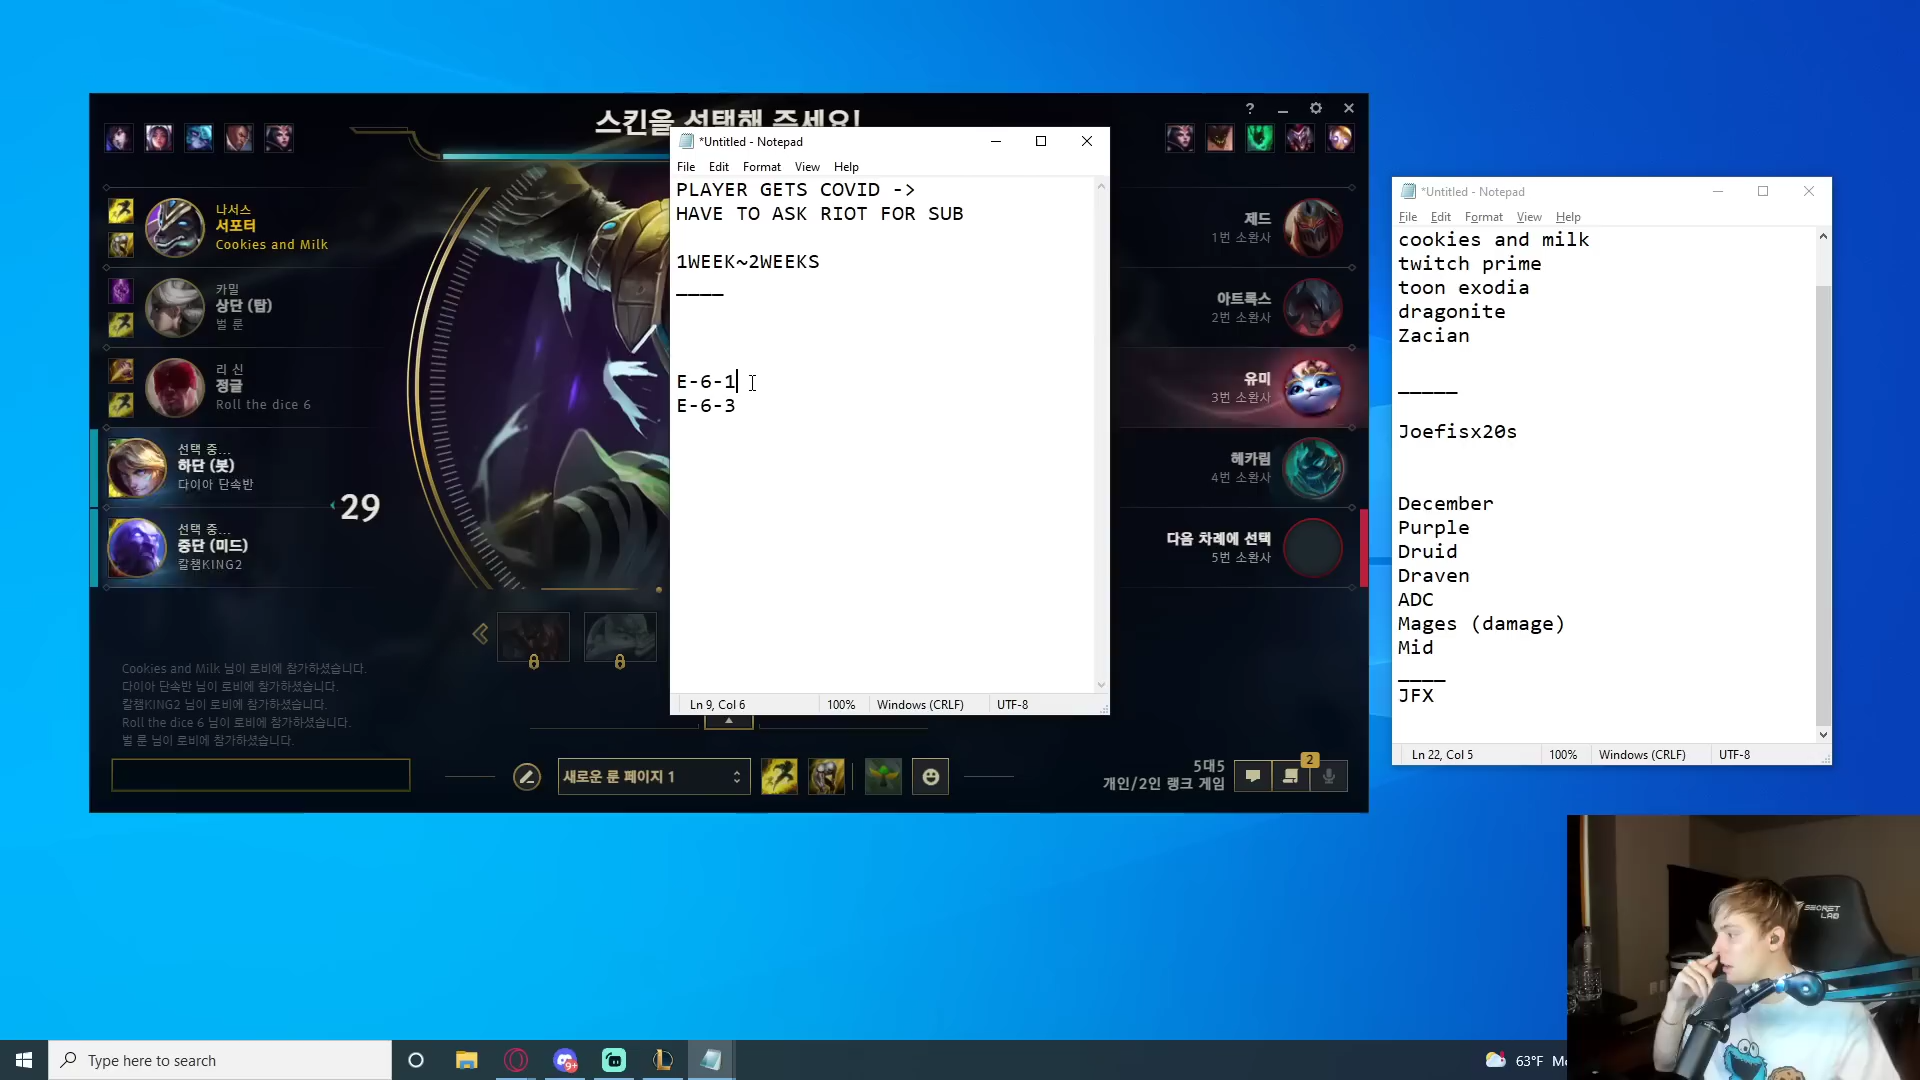 스킨을 선택해 주세요!
?
나서스
서포터
Cookies and Milk
카밀
상단 (탑)
벌 룬
리 신
정글
Roll the dice 6
선택 중...
하단 (봇)
다이아 단속반
29
선택 중...
중단 (미드)
칼챔KING2
Cookies and Milk 님이 로비에 참가하셨습니다.
다이아 단속반 님이 로비에 참가하셨습니다.
칼챔KING2 님이 로비에 참가하셨습니다.
Roll the dice 6 님이 로비에 참가하셨습니다.
벌 룬 님이 로비에 참가하셨습니다.
새로운 룬 페이지 1
*Untitled - Notepad
File Edit Format View Help
PLAYER GETS COVID ->
HAVE TO ASK RIOT FOR SUB
1WEEK~2WEEKS
____
E-6-1
E-6-3
Ln 9, Col 6 100% Windows (CRLF) UTF-8
제드
1번 소환사
아트록스
2번 소환사
유미
3번 소환사
헤카림
4번 소환사
다음 차례에 선택
5번 소환사
5대5
개인/2인 랭크 게임
2
*Untitled - Notepad
File Edit Format View Help
cookies and milk
twitch prime
toon exodia
dragonite
Zacian
_____
Joefisx20s
December
Purple
Druid
Draven
ADC
Mages (damage)
Mid
____
JFX
Ln 22, Col 5 100% Windows (CRLF) UTF-8
SECRET
LAB
Type here to search
9+
63°F